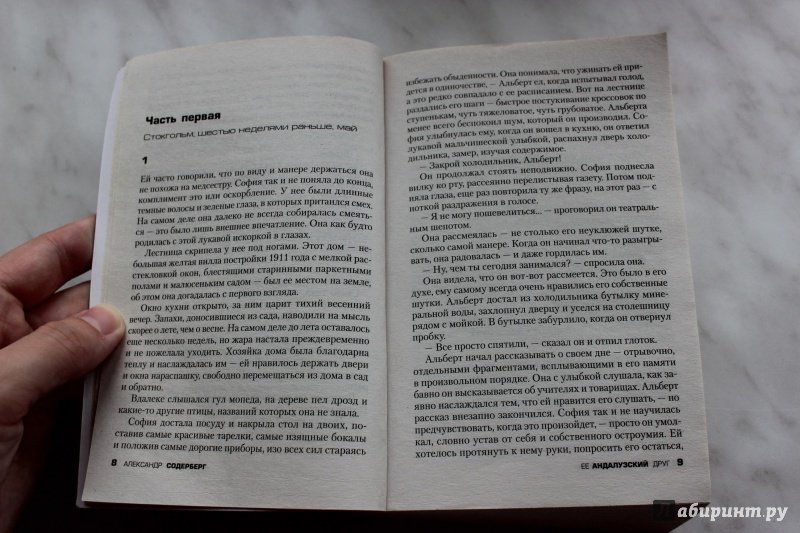 Часть первая
Стокгольм, шестью неделями раньше, май
1
Ей часто говорили, что по виду и манере держаться она
не похожа на медсестру. София так и не поняла до конца,
комплимент это или оскорбление. У нее были длинные
темные волосы и зеленые глаза, в которых притаился смех.
На самом деле она далеко не всегда собиралась смеять-
ся — это было лишь внешнее впечатление. Она как будто
родилась с этой лукавой искоркой в глазах.
Лестница скрипела у нее под ногами. Этот дом — не-
большая желтая вилла постройки 1911 года с мелкой рас-
стекловкой окон, блестящими старинными паркетными
полами и малюсеньким садом — был ее местом на земле,
об этом она догадалась с первого взгляда.
Окно кухни открыто, за ним царит тихий весенний
вечер. Запахи, доносившиеся из сада, наводили на мысль
скорее о лете, чем о весне. На самом деле до лета оставалось
еще несколько недель, но жара настала преждевременно
и не пожелала уходить. Хозяйка дома была благодарна
теплу и наслаждалась им — ей нравилось держать двери
и окна нараспашку, свободно перемещаться из дома в сад
и обратно.
Вдалеке слышался гул мопеда, на дереве пел дрозд и
какие-то другие птицы, названий которых она не знала.
София достала посуду и накрыла стол на двоих, по-
ставив самые красивые тарелки, самые изящные бокалы
и положив самые дорогие приборы, изо всех сил стараясь
8 АЛЕКСАНДР СОДЕРБЕРГ
избежать обыденности. Она понимала, что ужинать ей при-
дется в одиночестве, — Альберт ел, когда испытывал голод,
а это редко совпадало с ее расписанием. Вот на лестнице
раздались его шаги — быстрое постукивание кроссовок по
ступенькам, чуть тяжеловатое, чуть грубоватое. Альберта
менее всего беспокоил шум, который он производил. Со-
фия улыбнулась ему, когда он вошел в кухню, он ответил
лукавой мальчишеской улыбкой, распахнул дверь холо-
дильника, замер, изучая содержимое.
— Закрой холодильник, Альберт!
Он продолжал стоять неподвижно. София поднесла
вилку ко рту, рассеянно перелистывая газету. Потом под-
няла глаза, еще раз повторила ту же фразу, на этот раз — с
ноткой раздражения в голосе.
— Я не могу пошевелиться... — проговорил он театраль-
ным шепотом.
Она рассмеялась — не столько его неуклюжей шутке,
сколько самой манере. Когда он начинал что-то разыгры-
вать, она радовалась — и даже гордилась им.
— Ну, чем ты сегодня занимался? — спросила она.
Она видела, что он вот-вот рассмеется. Это было в его
духе, ему самому всегда очень нравились его собственные
шутки. Альберт достал из холодильника бутылку мине-
ральной воды, захлопнул дверцу и уселся на столешницу
рядом с мойкой. В бутылке забурлило, когда он отвернул
пробку.
— Все просто спятили, — сказал он и отпил глоток.
Альберт начал рассказывать о своем дне — отрывочно,
отдельными фрагментами, всплывающими в его памяти
в произвольном порядке. Она с улыбкой слушала, как за-
бавно он высказывается об учителях и товарищах. Альберт
явно наслаждался тем, что ей нравится его слушать, — но
рассказ внезапно закончился. София так и не научилась
предчувствовать, когда это произойдет, — просто он умол-
кал, словно устав от себя и собственного остроумия. Ей
хотелось протянуть к нему руки, попросить его остаться,
ЕЕ АНДАЛУЗСКИЙ ДРУГ 9
Лабиринт.ру